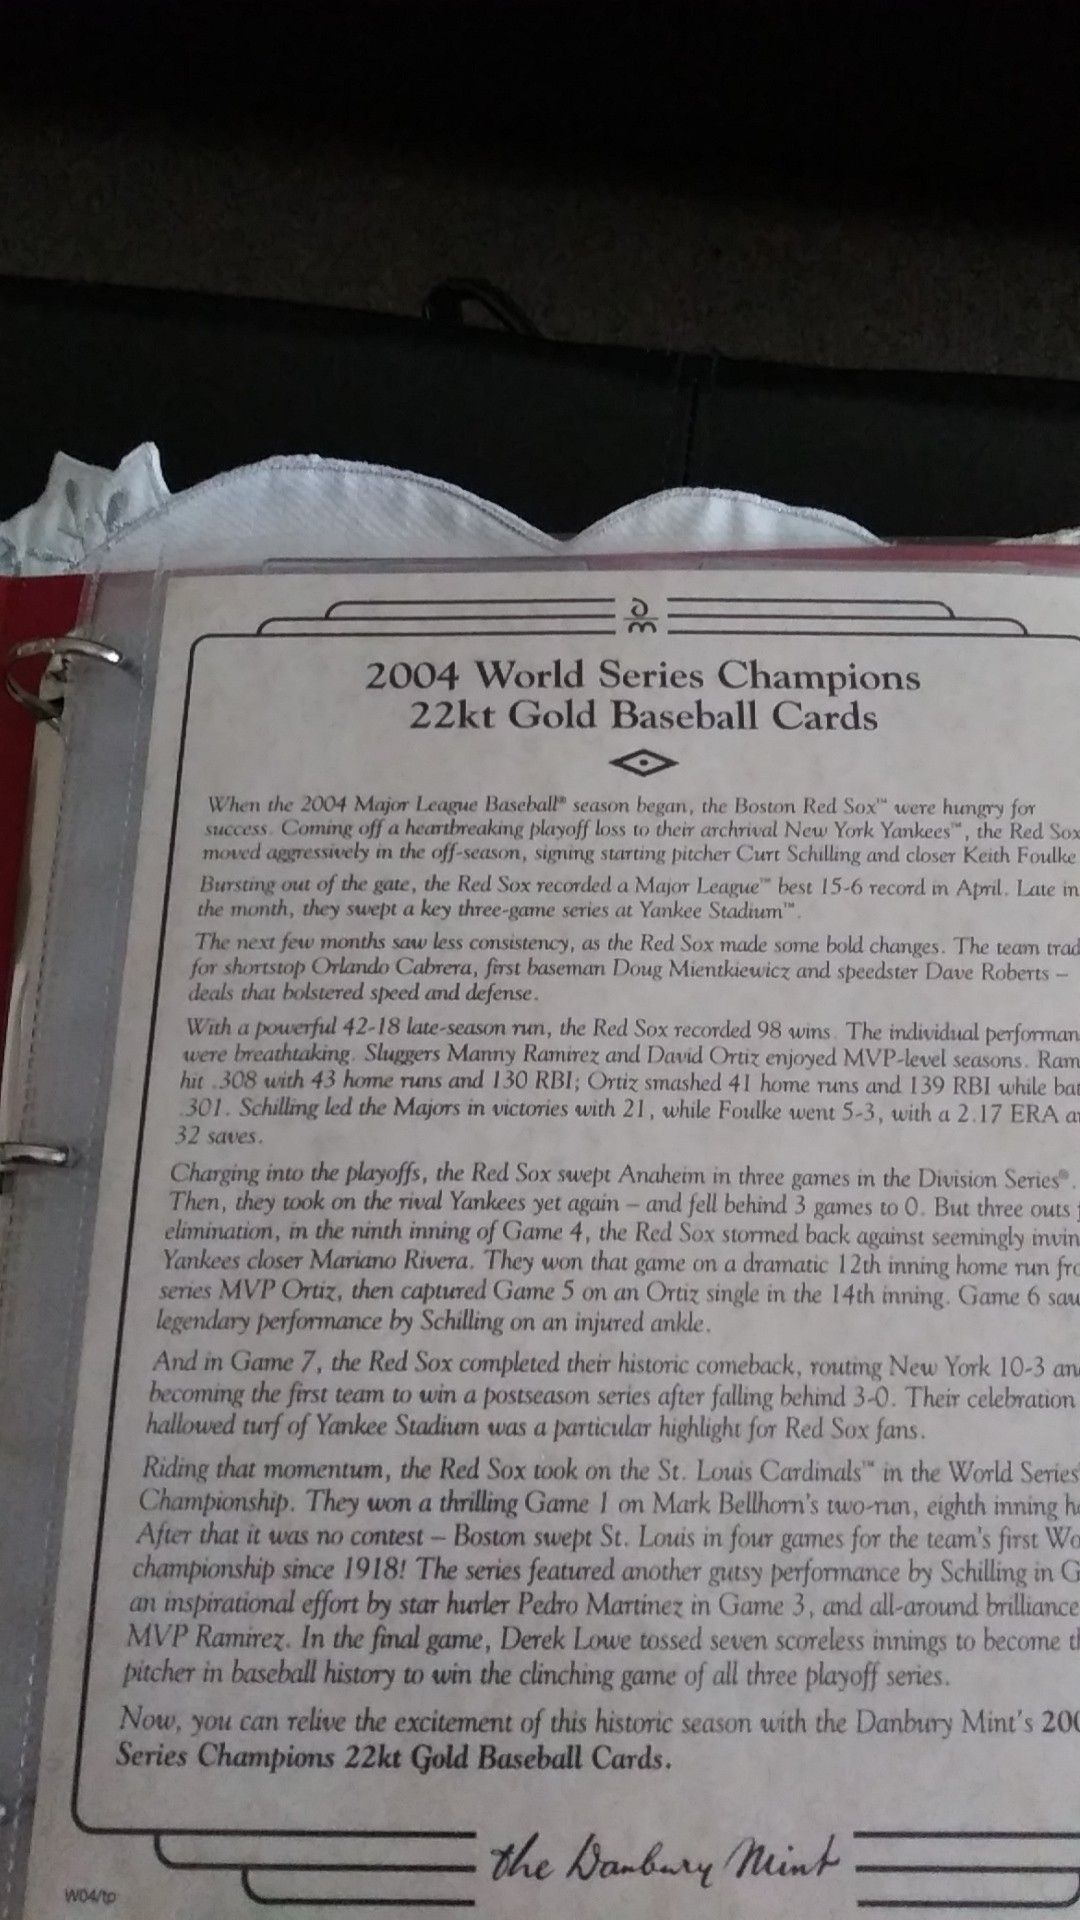 2004 World Series Champions
22kt Gold Baseball Cards
When the 2004 Major League Baseball® season began, the Boston Red Sox™ were hungry for
success. Coming off a heartbreaking playoff loss to their archrival New York Yankees™, the Red Sox
moved aggressively in the off-season, signing starting pitcher Curt Schilling and closer Keith Foulke
Bursting out of the gate, the Red Sox recorded a Major League™ best 15-6 record in April. Late in
the month, they swept a key three-game series at Yankee Stadium™.
The next few months saw less consistency, as the Red Sox made some bold changes. The team trad
for shortstop Orlando Cabrera, first baseman Doug Mientkiewicz and speedster Dave Roberts –
deals that bolstered speed and defense.
With a powerful 42-18 late-season run, the Red Sox recorded 98 wins. The individual performan
were breathtaking. Sluggers Manny Ramirez and David Ortiz enjoyed MVP-level seasons. Ram
hit .308 with 43 home runs and 130 RBI; Ortiz smashed 41 home runs and 139 RBI while bat
.301. Schilling led the Majors in victories with 21, while Foulke went 5-3, with a 2.17 ERA a
32 saves.
Charging into the playoffs, the Red Sox swept Anaheim in three games in the Division Series®.
Then, they took on the rival Yankees yet again – and fell behind 3 games to 0. But three outs
elimination, in the ninth inning of Game 4, the Red Sox stormed back against seemingly invin
Yankees closer Mariano Rivera. They won that game on a dramatic 12th inning home run fro
series MVP Ortiz, then captured Game 5 on an Ortiz single in the 14th inning. Game 6 saw
legendary performance by Schilling on an injured ankle.
And in Game 7, the Red Sox completed their historic comeback, routing New York 10-3 an
becoming the first team to win a postseason series after falling behind 3-0. Their celebration
hallowed turf of Yankee Stadium was a particular highlight for Red Sox fans.
Riding that momentum, the Red Sox took on the St. Louis Cardinals™ in the World Series
Championship. They won a thrilling Game 1 on Mark Bellhorn's two-run, eighth inning h
After that it was no contest – Boston swept St. Louis in four games for the team's first Wo
championship since 1918! The series featured another gutsy performance by Schilling in G
an inspirational effort by star hurler Pedro Martinez in Game 3, and all-around brilliance
MVP Ramirez. In the final game, Derek Lowe tossed seven scoreless innings to become t
pitcher in baseball history to win the clinching game of all three playoff series.
Now, you can relive the excitement of this historic season with the Danbury Mint's 200
Series Champions 22kt Gold Baseball Cards.
the Danbury Mint
W04/tp